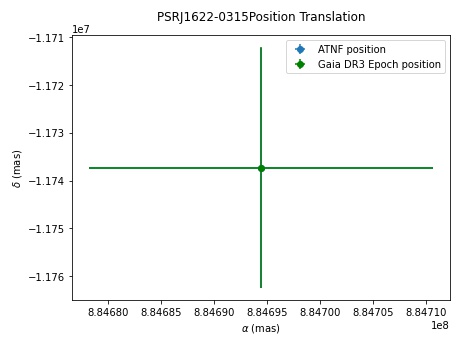 PSRJ1622-0315Position Translation
1e7
−1.171
−1.172
−1.173
−1.174
−1.175
−1.176
δ (mas)
ATNF position
Gaia DR3 Epoch position
8.84680 8.84685 8.84690 8.84695 8.84700 8.84705 8.84710
1e8
α (mas)